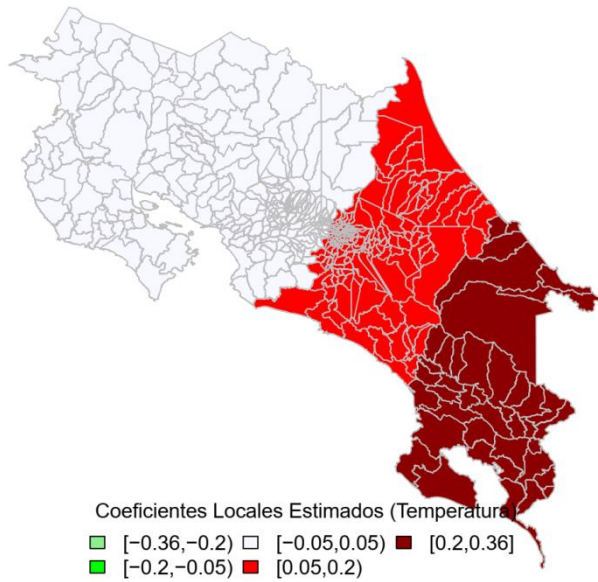 Coeficientes Locales Estimados (Temperatura)
[−0.36,−0.2) [−0.05,0.05) [0.2,0.36]
[−0.2,−0.05) [0.05,0.2)